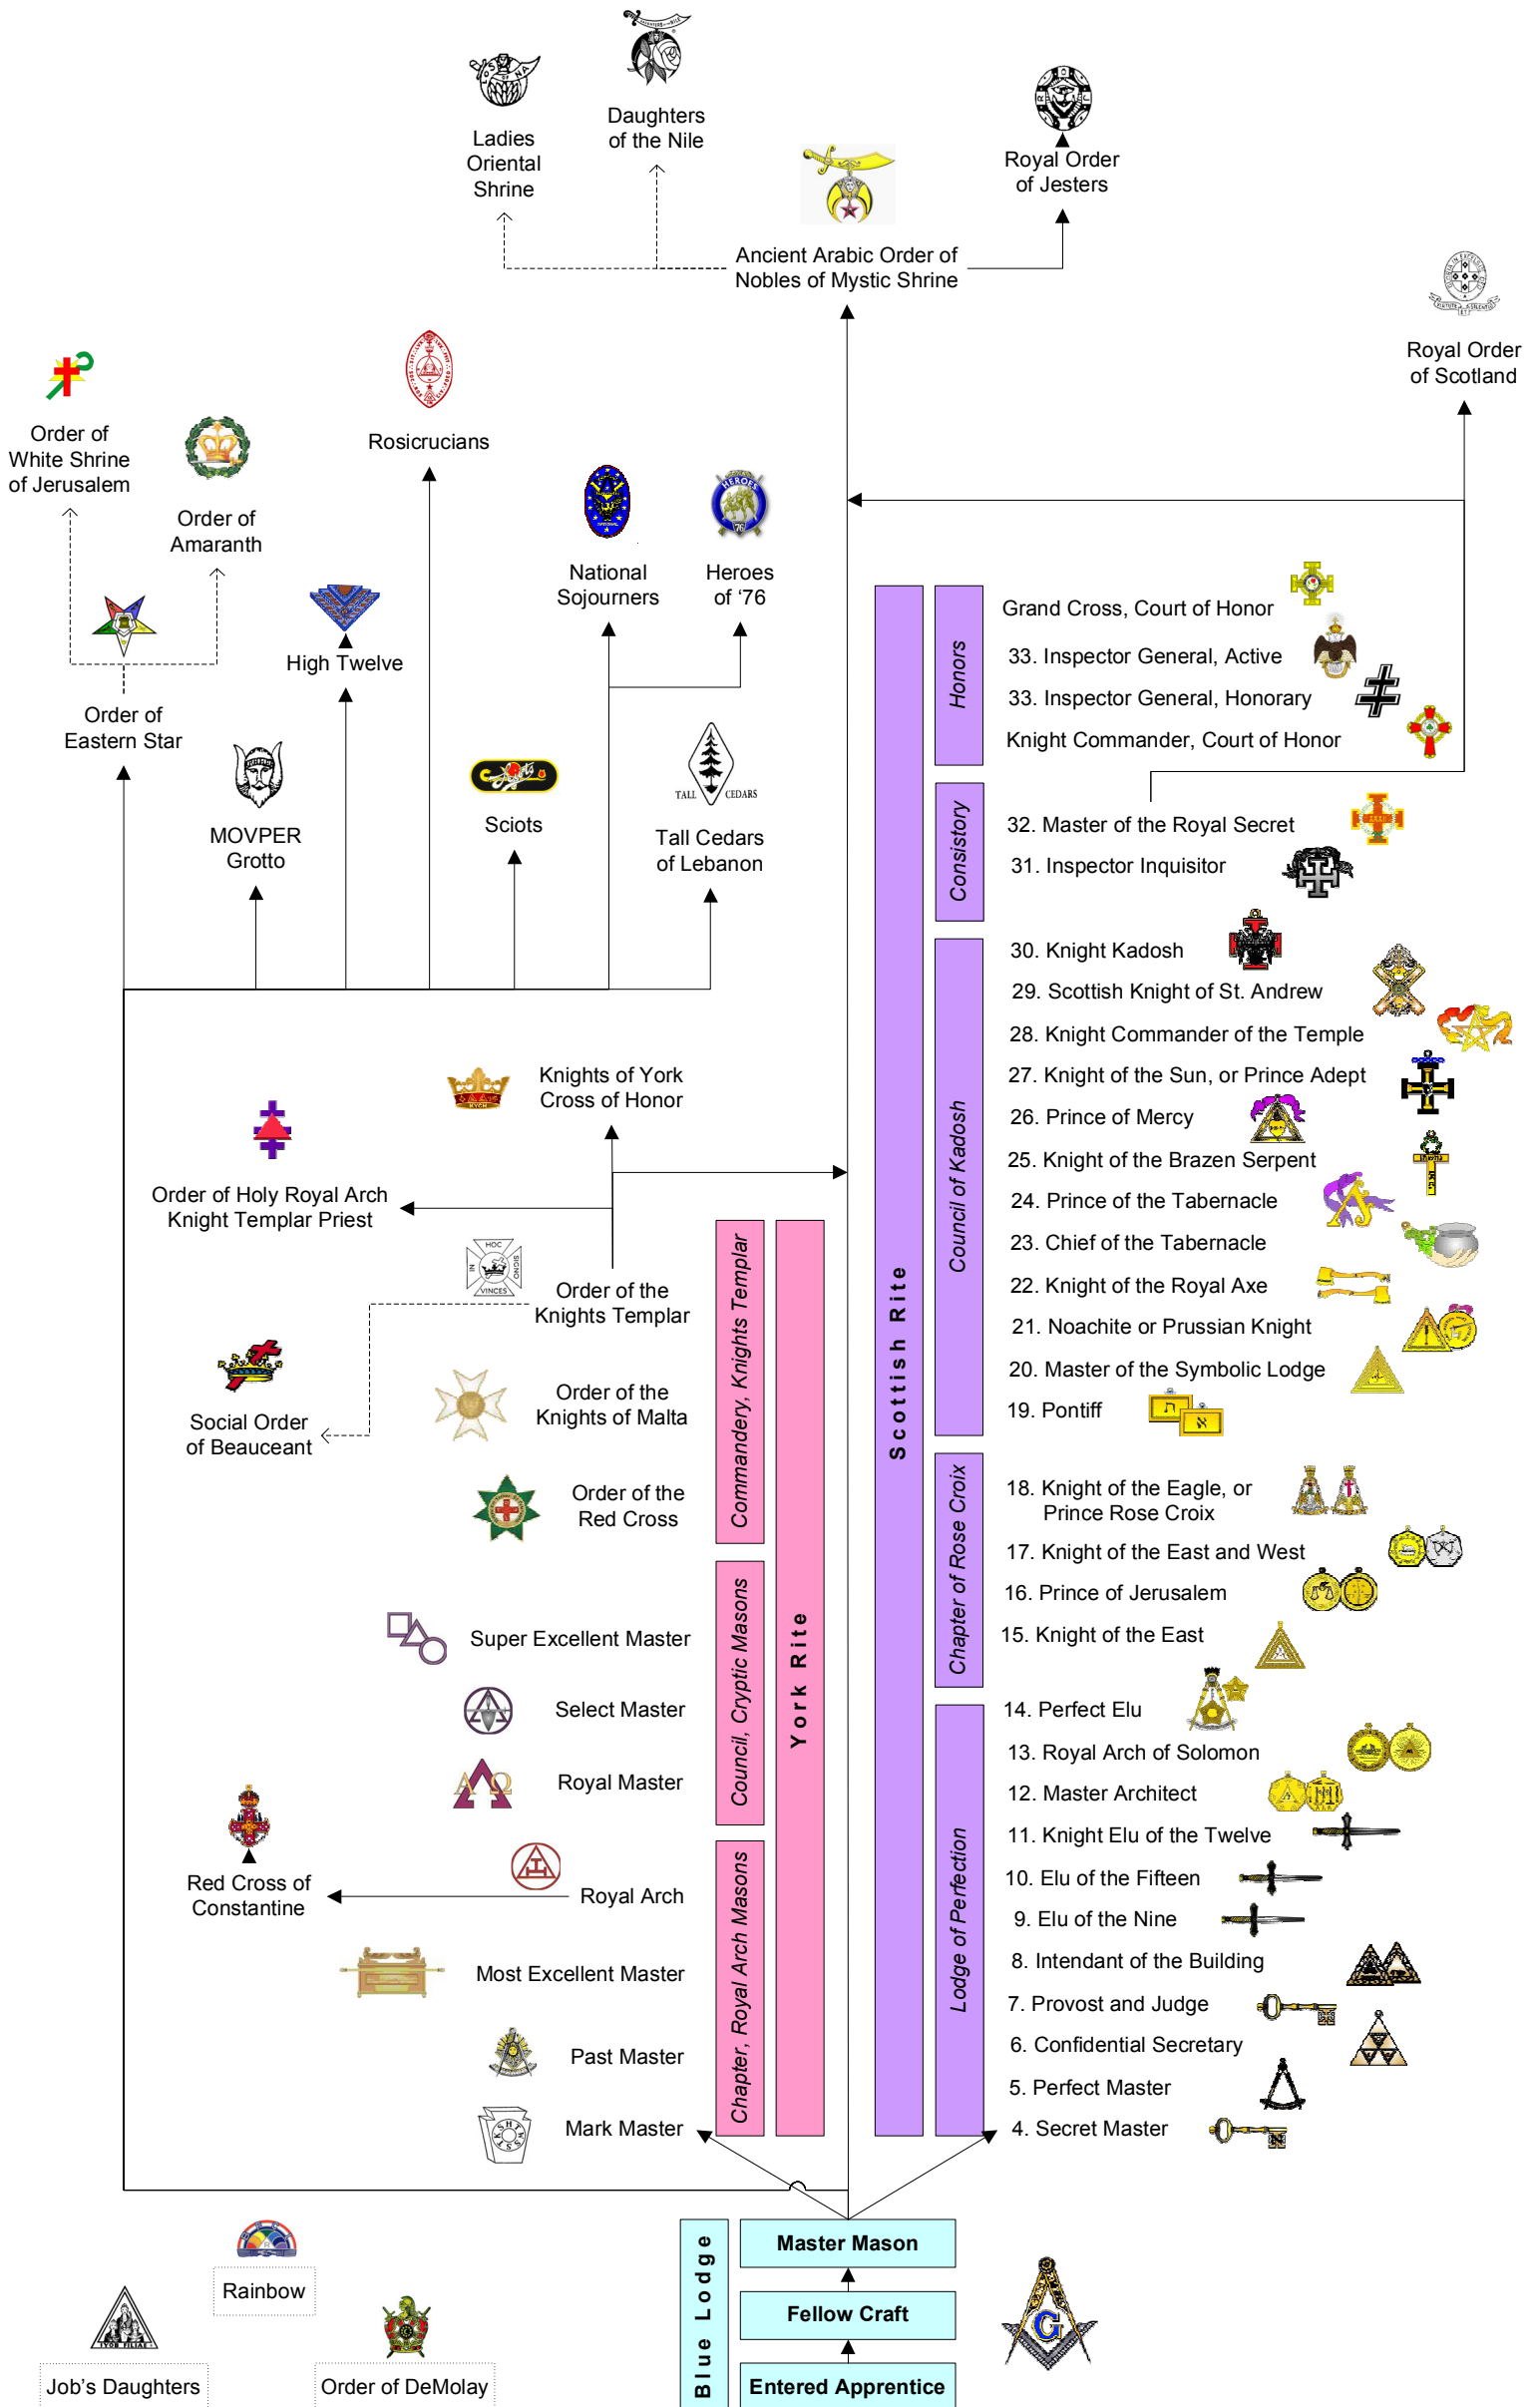 Ladies
Oriental
Shrine
Daughters
of the Nile
Royal Order
of Jesters
Ancient Arabic Order of
Nobles of Mystic Shrine
Royal Order
of Scotland
Order of
White Shrine
of Jerusalem
Order of
Amaranth
Rosicrucians
HEROES
76
National
Sojourners
Heroes
of ‘76
High Twelve
Order of
Eastern Star
MOVPER
Grotto
Sciots
TALL CEDARS
Tall Cedars
of Lebanon
Knights of York
Cross of Honor
Order of Holy Royal Arch
Knight Templar Priest
HOC
IN
SIGNO
VINCES
Order of the
Knights Templar
Social Order
of Beauceant
Order of the
Knights of Malta
Order of the
Red Cross
Super Excellent Master
Select Master
Α Ω
Royal Master
Red Cross of
Constantine
Royal Arch
Most Excellent Master
Past Master
Mark Master
Commandery, Knights Templar
Council, Cryptic Masons
Chapter, Royal Arch Masons
York Rite
Scottish Rite
Honors
Grand Cross, Court of Honor
33. Inspector General, Active
33. Inspector General, Honorary
Knight Commander, Court of Honor
Consistory
32. Master of the Royal Secret
31. Inspector Inquisitor
Council of Kadosh
30. Knight Kadosh
29. Scottish Knight of St. Andrew
28. Knight Commander of the Temple
27. Knight of the Sun, or Prince Adept
26. Prince of Mercy
25. Knight of the Brazen Serpent
24. Prince of the Tabernacle
23. Chief of the Tabernacle
22. Knight of the Royal Axe
21. Noachite or Prussian Knight
20. Master of the Symbolic Lodge
19. Pontiff
ת
א
Chapter of Rose Croix
18. Knight of the Eagle, or
Prince Rose Croix
17. Knight of the East and West
16. Prince of Jerusalem
15. Knight of the East
Lodge of Perfection
14. Perfect Elu
13. Royal Arch of Solomon
12. Master Architect
11. Knight Elu of the Twelve
10. Elu of the Fifteen
9. Elu of the Nine
8. Intendant of the Building
7. Provost and Judge
6. Confidential Secretary
5. Perfect Master
4. Secret Master
Blue Lodge
Master Mason
Fellow Craft
Entered Apprentice
G
Rainbow
Job’s Daughters
Order of DeMolay